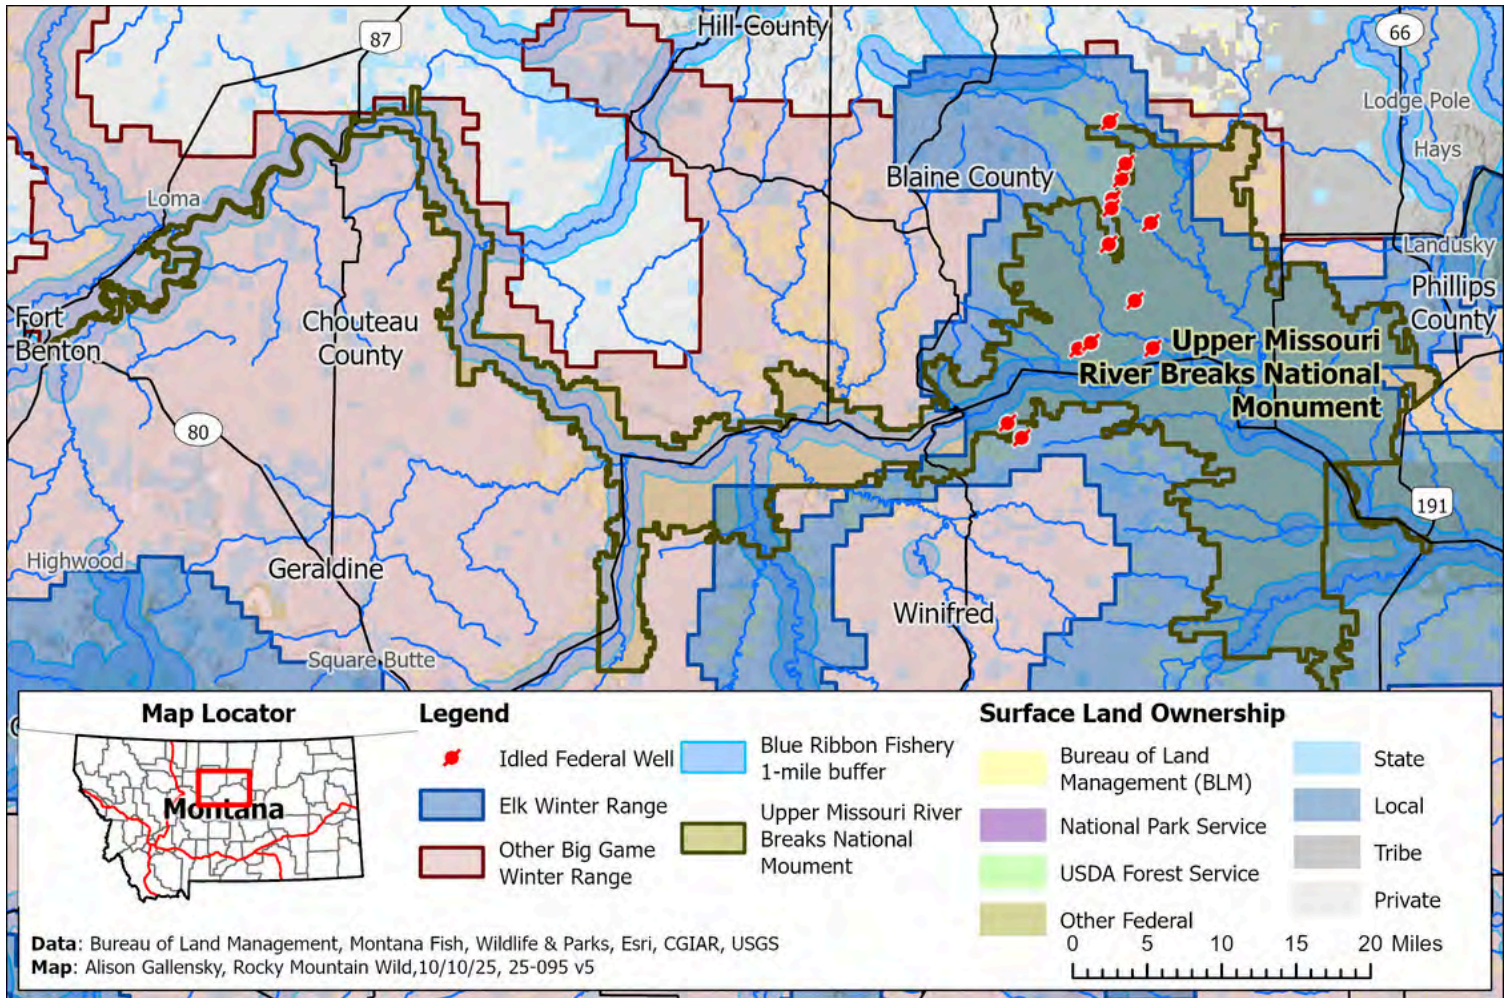 Hill County
87
66
Lodge Pole
Hays
Blaine County
Loma
Landusky
Phillips
County
Fort
Benton
Chouteau
County
Upper Missouri
River Breaks National
Monument
80
191
Highwood
Geraldine
Winifred
Square Butte
Map Locator
Montana
Legend
Idled Federal Well
Elk Winter Range
Other Big Game
Winter Range
Blue Ribbon Fishery
1-mile buffer
Upper Missouri River
Breaks National
Moument
Surface Land Ownership
Bureau of Land
Management (BLM)
National Park Service
USDA Forest Service
Other Federal
State
Local
Tribe
Private
0 5 10 15 20 Miles
Data: Bureau of Land Management, Montana Fish, Wildlife & Parks, Esri, CGIAR, USGS
Map: Alison Gallensky, Rocky Mountain Wild,10/10/25, 25-095 v5